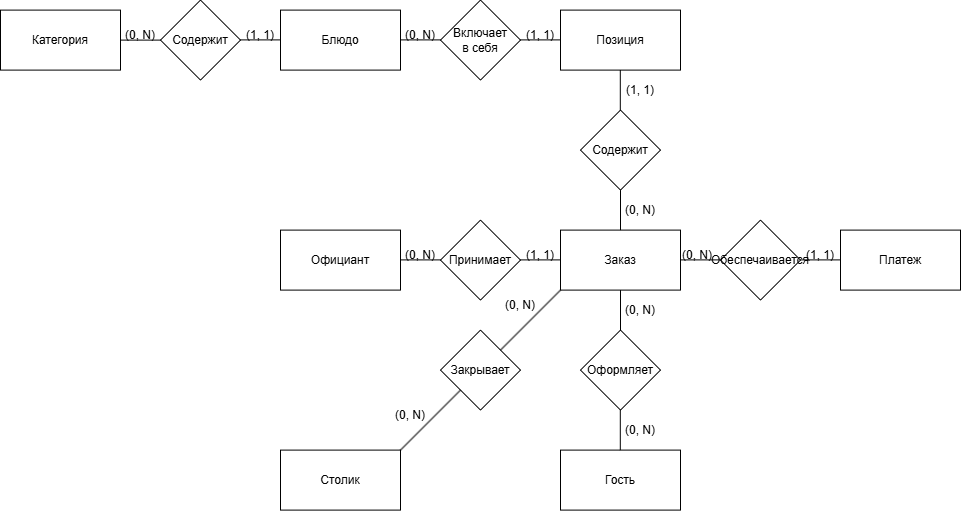 Категория
(0, N)
Содержит
(1, 1)
Блюдо
(0, N)
Включает
в себя
(1, 1)
Позиция
(1, 1)
Содержит
(0, N)
Официант
(0, N)
Принимает
(1, 1)
Заказ
(0, N)
Обеспечаивается
(1, 1)
Платеж
(0, N)
(0, N)
Закрывает
Оформляет
(0, N)
(0, N)
Столик
Гость